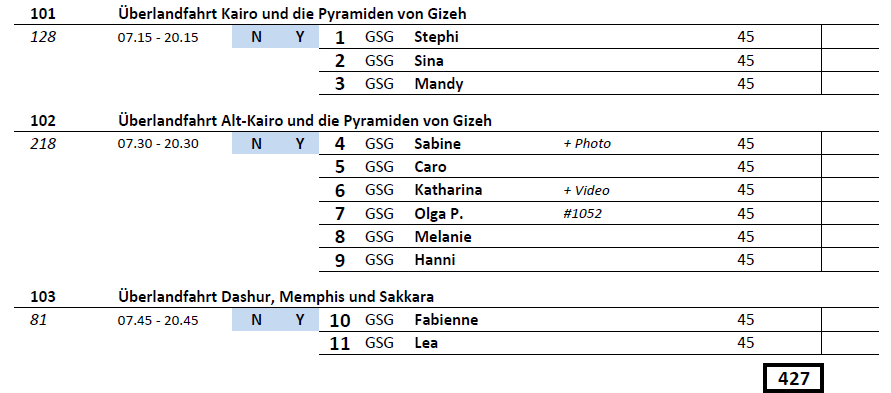 101 Überlandfahrt Kairo und die Pyramiden von Gizeh
128 07.15 - 20.15 N Y 1 GSG Stephi 45
2 GSG Sina 45
3 GSG Mandy 45
102 Überlandfahrt Alt-Kairo und die Pyramiden von Gizeh
218 07.30 - 20.30 N Y 4 GSG Sabine + Photo 45
5 GSG Caro 45
6 GSG Katharina + Video 45
7 GSG Olga P. #1052 45
8 GSG Melanie 45
9 GSG Hanni 45
103 Überlandfahrt Dashur, Memphis und Sakkara
81 07.45 - 20.45 N Y 10 GSG Fabienne 45
11 GSG Lea 45
427